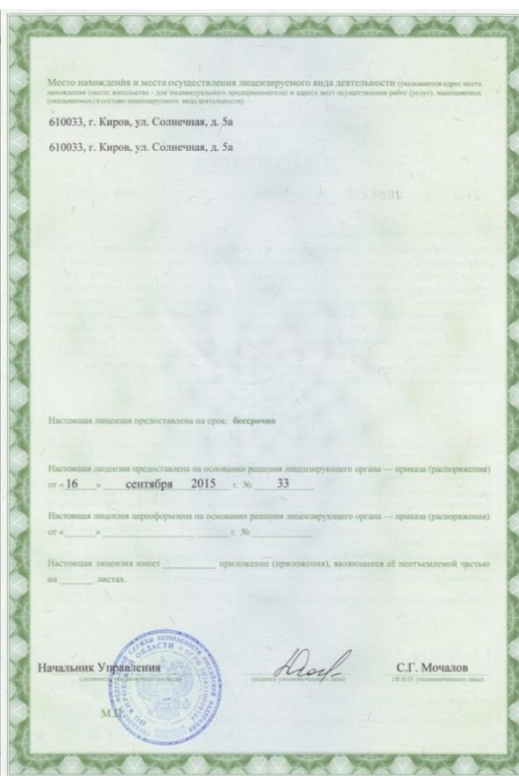 Место нахождения и места осуществления лицензируемого вида деятельности (указываются адрес места
нахождения (место жительства - для индивидуального предпринимателя) и адреса мест осуществления работ (услуг), выполняемых
(оказываемых) в составе лицензируемого вида деятельности)
610033, г. Киров, ул. Солнечная, д. 5а
610033, г. Киров, ул. Солнечная, д. 5а
Настоящая лицензия предоставлена на срок: бессрочно
Настоящая лицензия предоставлена на основании решения лицензирующего органа — приказа (распоряжения)
от « 16 » сентября 2015 г. № 33
Настоящая лицензия переоформлена на основании решения лицензирующего органа — приказа (распоряжения)
от « » г. №
Настоящая лицензия имеет приложение (приложения), являющееся её неотъемлемой частью
на листах.
Начальник Управления С.Г. Мочалов
(Ф.И.О. уполномоченного лица)
М.П.